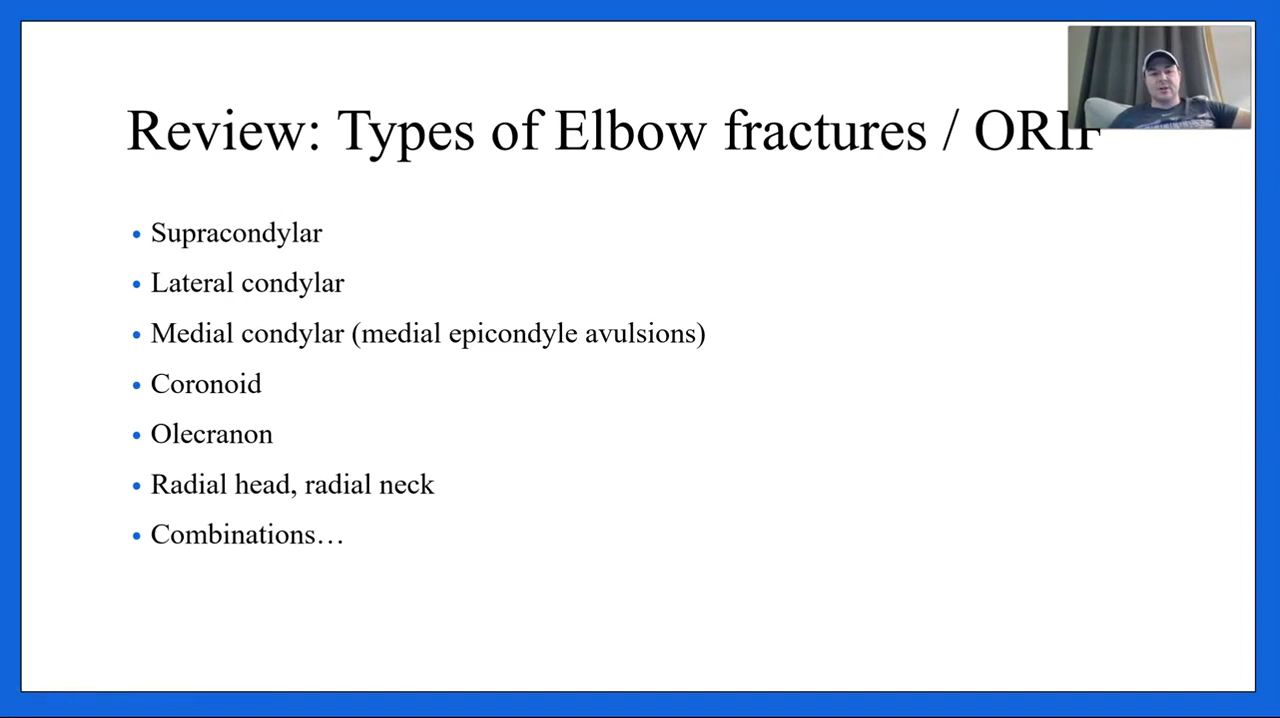 Review: Types of Elbow fractures / ORIF
• Supracondylar
• Lateral condylar
• Medial condylar (medial epicondyle avulsions)
• Coronoid
• Olecranon
• Radial head, radial neck
• Combinations…